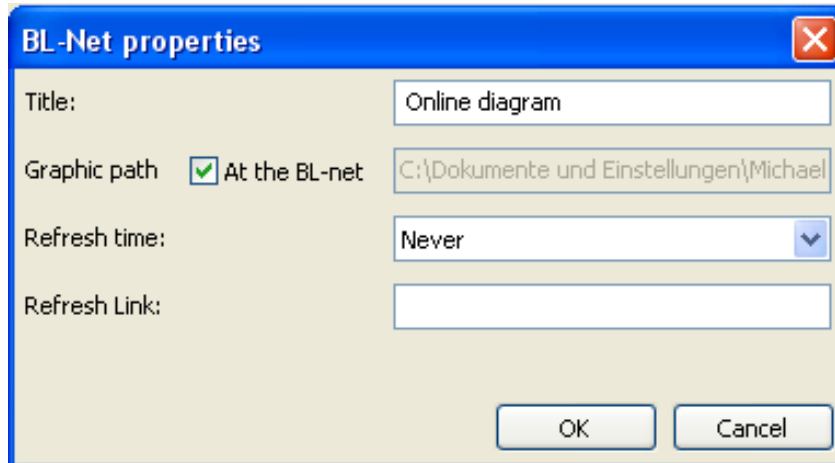 BL-Net properties
Title: Online diagram
Graphic path At the BL-net C:\Dokumente und Einstellungen\Michael
Refresh time: Never
Refresh Link:
OK Cancel